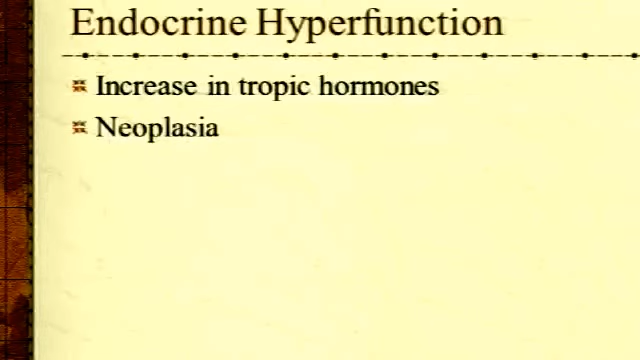 Endocrine Hyperfunction
Increase in tropic hormones
Neoplasia